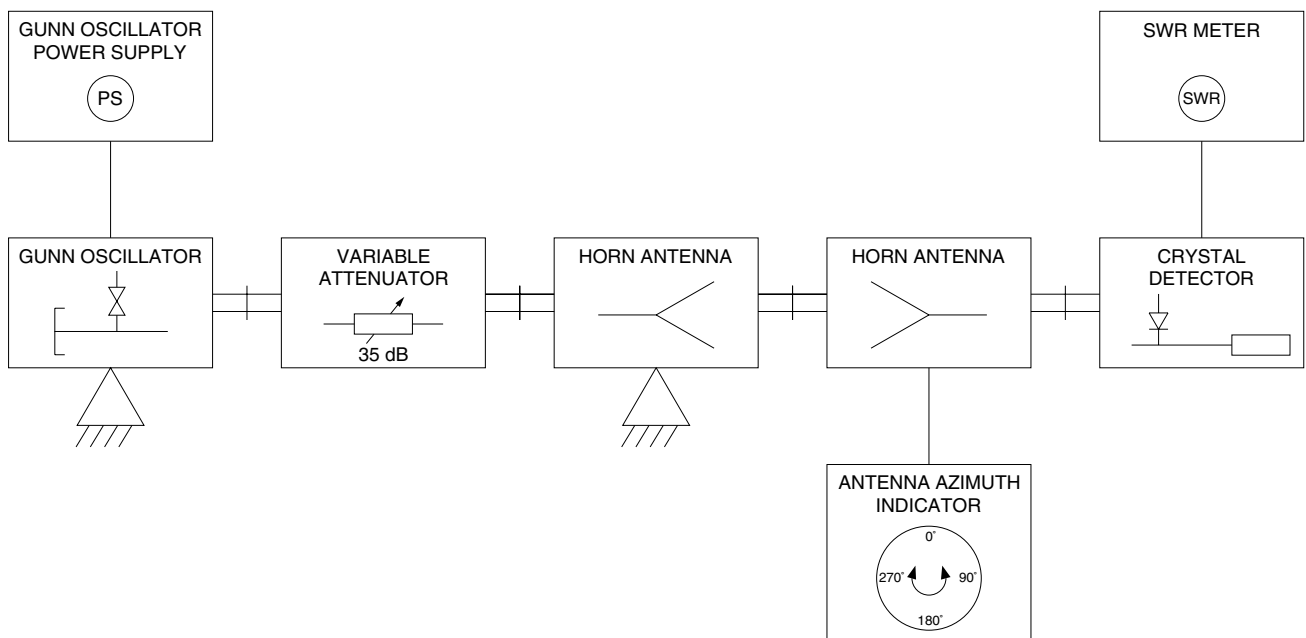 GUNN OSCILLATOR
POWER SUPPLY
PS
SWR METER
SWR
GUNN OSCILLATOR
VARIABLE
ATTENUATOR
35 dB
HORN ANTENNA
HORN ANTENNA
CRYSTAL
DETECTOR
ANTENNA AZIMUTH
INDICATOR
0°
270°
90°
180°